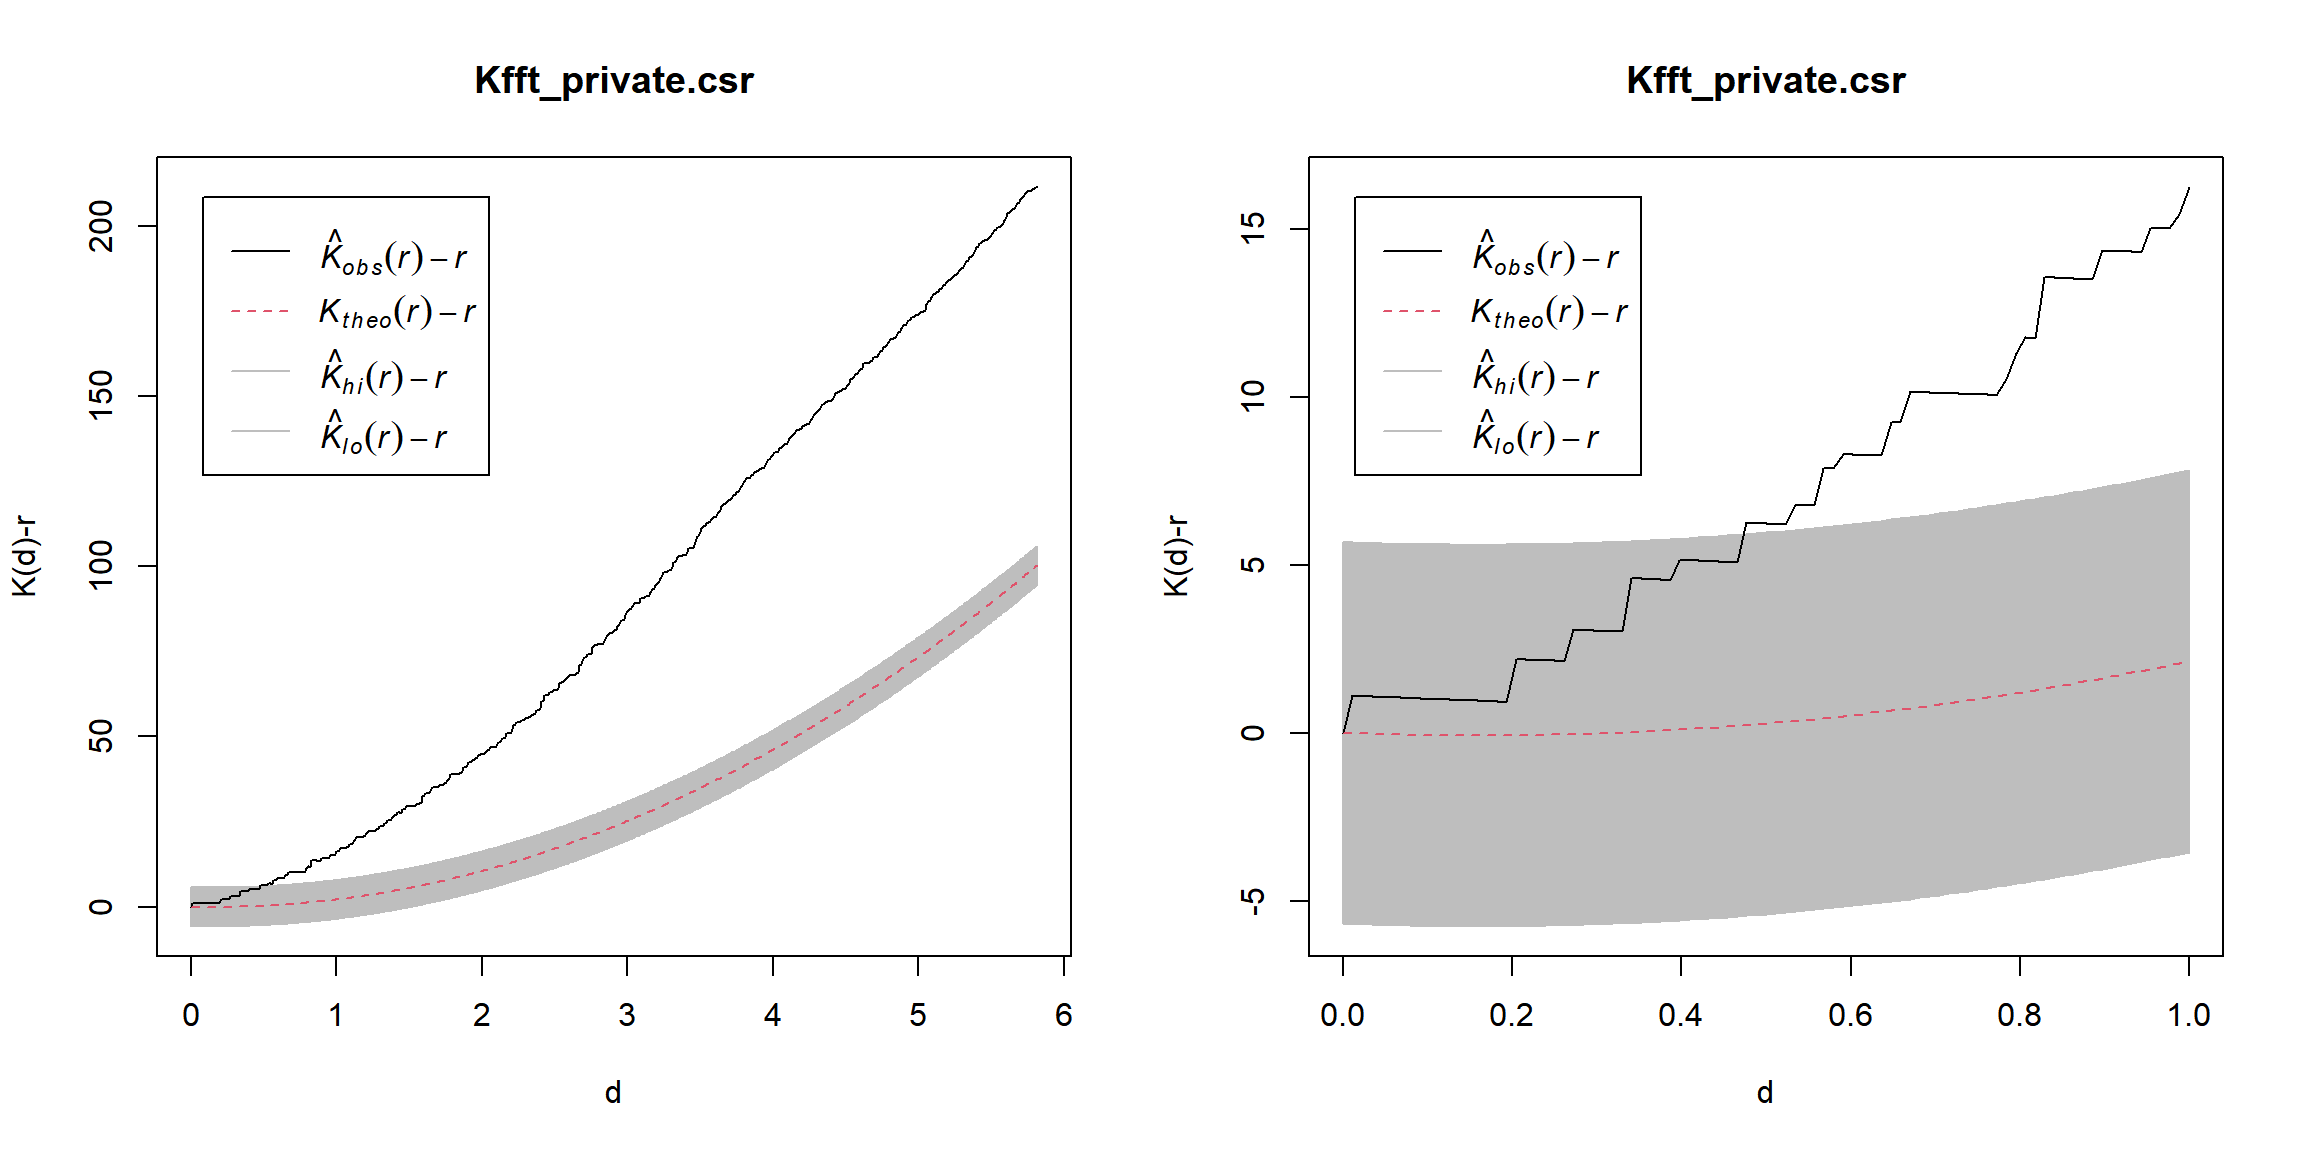 Kfft_private.csr
K(d)-r
200
150
100
50
0
K̂obs(r) – r
Ktheo(r) – r
K̂hi(r) – r
K̂lo(r) – r
0 1 2 3 4 5 6
d
Kfft_private.csr
K(d)-r
15
10
5
0
-5
K̂obs(r) – r
Ktheo(r) – r
K̂hi(r) – r
K̂lo(r) – r
0.0 0.2 0.4 0.6 0.8 1.0
d